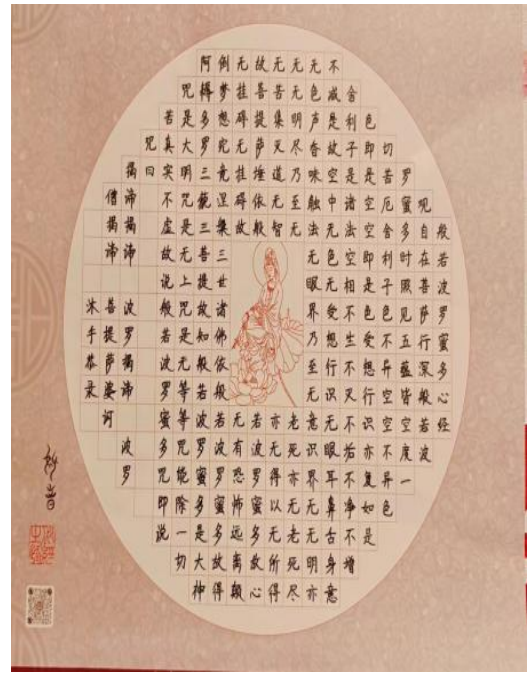 般若波罗蜜多心经
观自在菩萨行深般若波
罗蜜多时照见五蕴皆空度一
切苦厄舍利子色不异空空不异色
色即是空空即是色受想行识亦复如是
舍利子是诸法空相不生不灭不垢不净不增
不减是故空中无色无受想行识无眼耳鼻舌身意
无色声香味触法无眼界乃至无意识界无无明亦
无无明尽乃至无老死亦无老死尽
无苦集灭道无智亦无得以无所得
故菩提萨埵依般若波罗蜜多故心
无挂碍无挂碍故无有恐怖远离颠
倒梦想究竟涅槃三世诸佛依般若波罗蜜多故得
阿耨多罗三藐三菩提故知般若波罗蜜多是大神
咒是大明咒是无上咒是无等等咒能除一切
若真实不虚故说般若波罗蜜多咒即说
咒曰
揭谛揭谛波罗揭谛波罗
僧揭谛菩提萨婆诃
沐手恭录
妙音